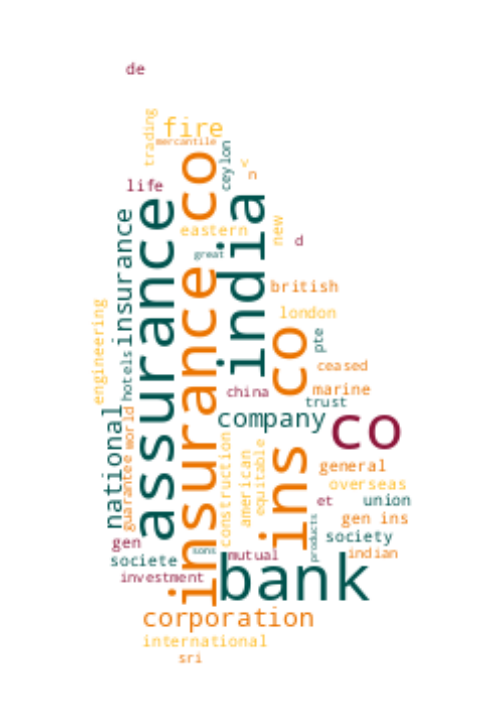 de
trading
fire
mercantile
co
ceylon
v
n
life
assurance
india
insurance
eastern
new
d
great
insurance
british
engineering
london
co
pte
hotels
ceased
china
marine
trust
national
world
company
co
guarantee
construction
american
equitable
ins
general
overseas
et
union
products
gen ins
gen
society
sons
mutual
indian
societe
bank
investment
corporation
international
sri